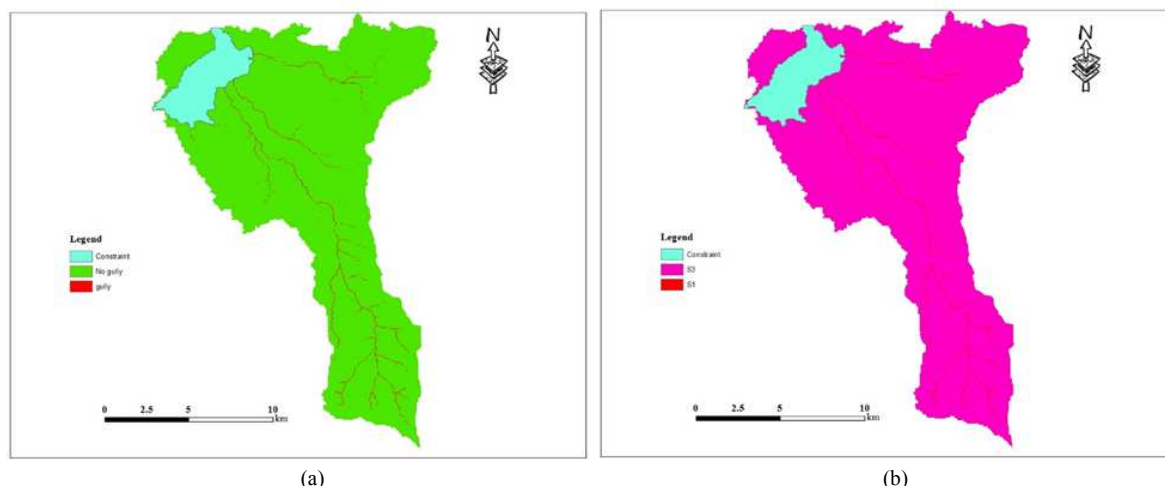 N
Legend
Constraint
No gully
gully
0 2.5 5 10
km
(a)
N
Legend
Constraint
S3
S1
0 2.5 5 10
km
(b)